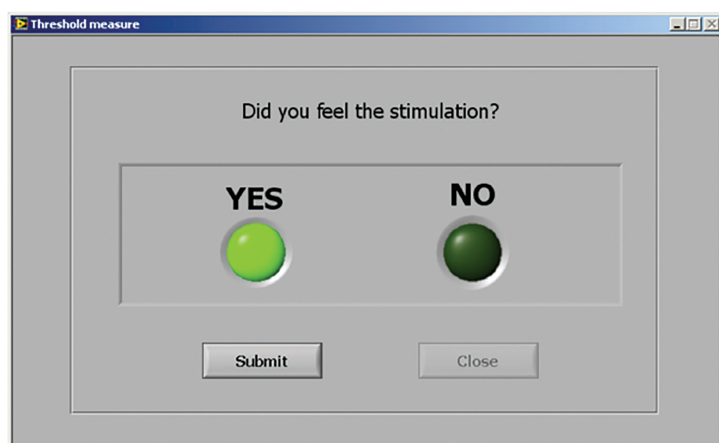 Threshold measure
Did you feel the stimulation?
YES NO
Submit Close